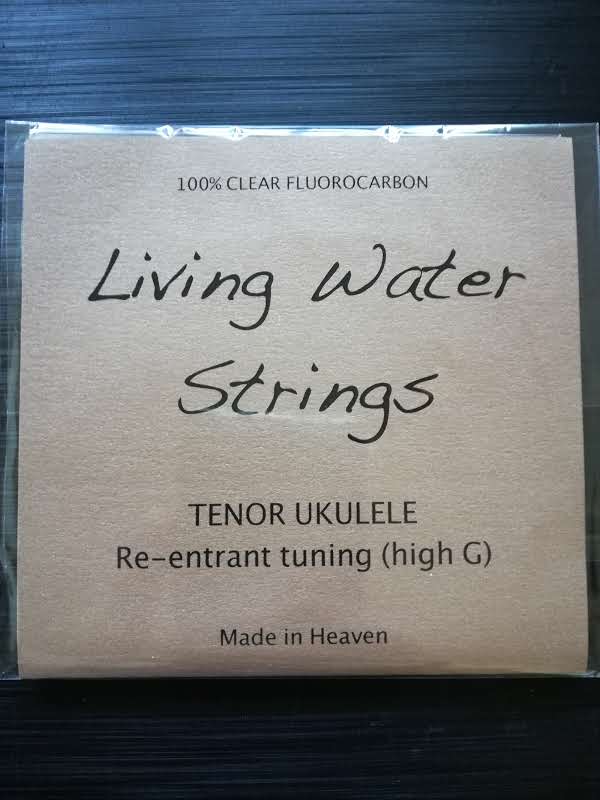 100% CLEAR FLUOROCARBON
Living Water
Strings
TENOR UKULELE
Re-entrant tuning (high G)
Made in Heaven